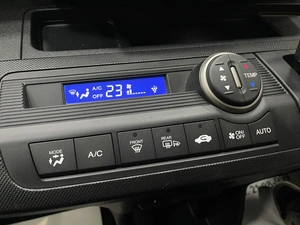 A/C
OFF 23
TEMP
MODE
A/C
FRONT
REAR
ON/OFF
AUTO